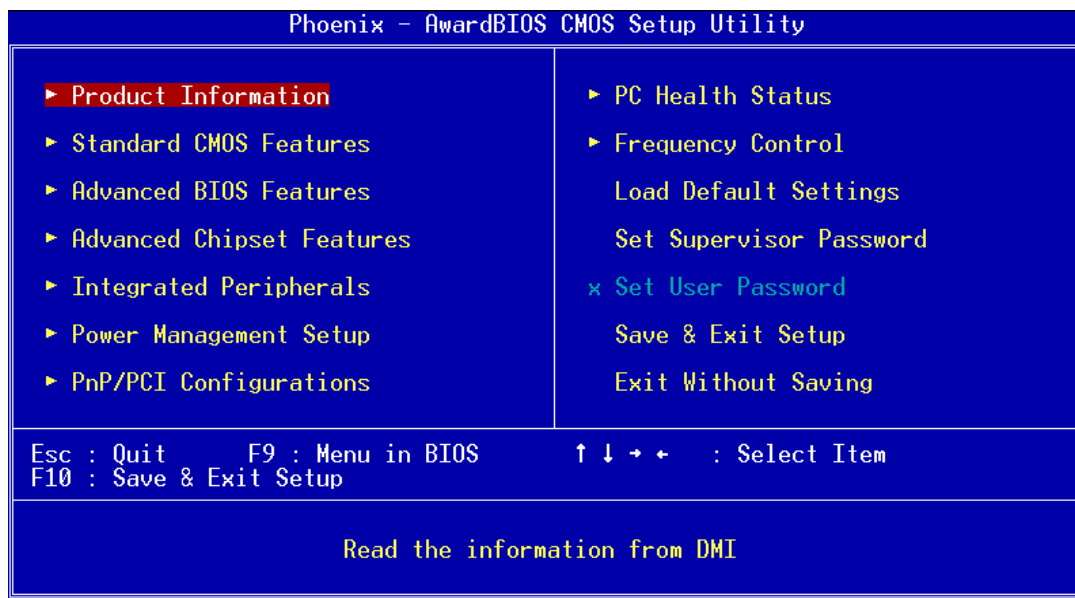 Phoenix - AwardBIOS CMOS Setup Utility
► Product Information
► Standard CMOS Features
► Advanced BIOS Features
► Advanced Chipset Features
► Integrated Peripherals
► Power Management Setup
► PnP/PCI Configurations
► PC Health Status
► Frequency Control
Load Default Settings
Set Supervisor Password
x Set User Password
Save & Exit Setup
Exit Without Saving
Esc : Quit F9 : Menu in BIOS ↑ ↓ → ← : Select Item
F10 : Save & Exit Setup
Read the information from DMI